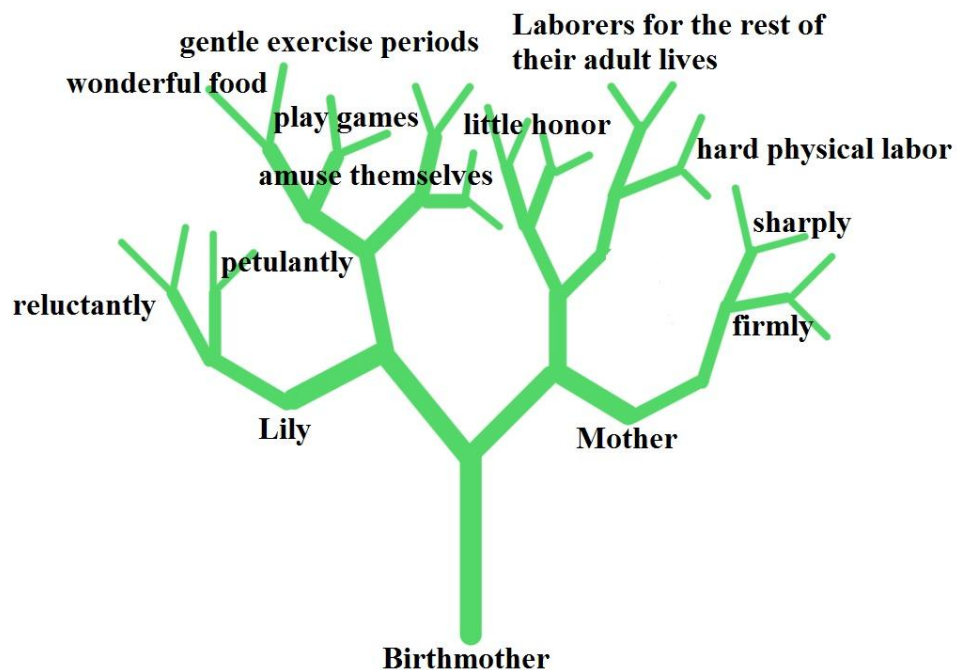 gentle exercise periods
wonderful food
play games
amuse themselves
Laborers for the rest of
their adult lives
little honor
hard physical labor
petulantly
reluctantly
sharply
firmly
Lily
Mother
Birthmother